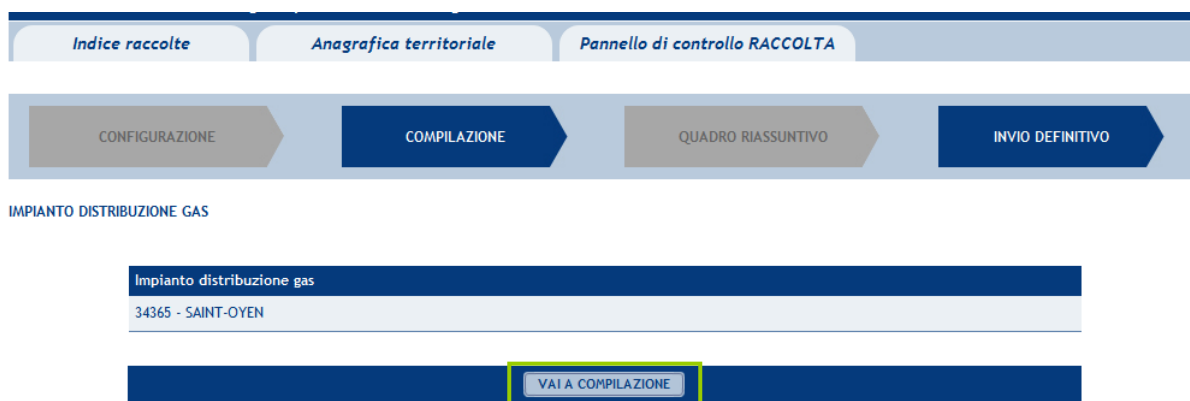 Indice raccolte Anagrafica territoriale Pannello di controllo RACCOLTA
CONFIGURAZIONE COMPILAZIONE QUADRO RIASSUNTIVO INVIO DEFINITIVO
IMPIANTO DISTRIBUZIONE GAS
Impianto distribuzione gas
34365 - SAINT-OYEN
VAI A COMPILAZIONE